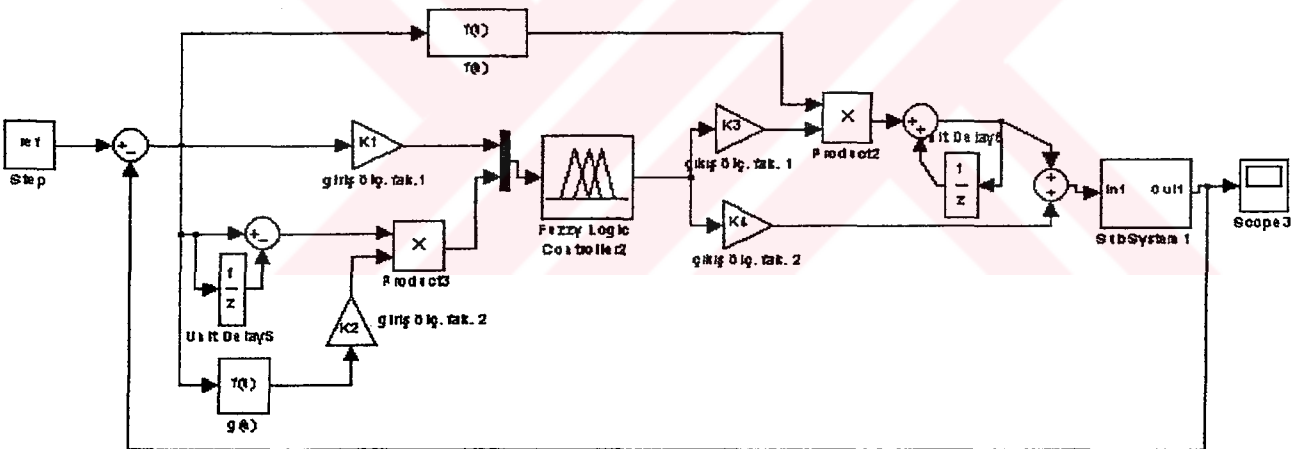 f(e)
ref
Step
K1
giriş ölç. fak. 1
Fuzzy Logic
Controller2
K3
çıkış ölç. fak. 1
K4
çıkış ölç. fak. 2
×
Product2
1
z
In1
Out1
SubSystem1
Scope3
×
Product3
1
z
Unit Delay5
K2
giriş ölç. fak. 2
f(t)
g(e)